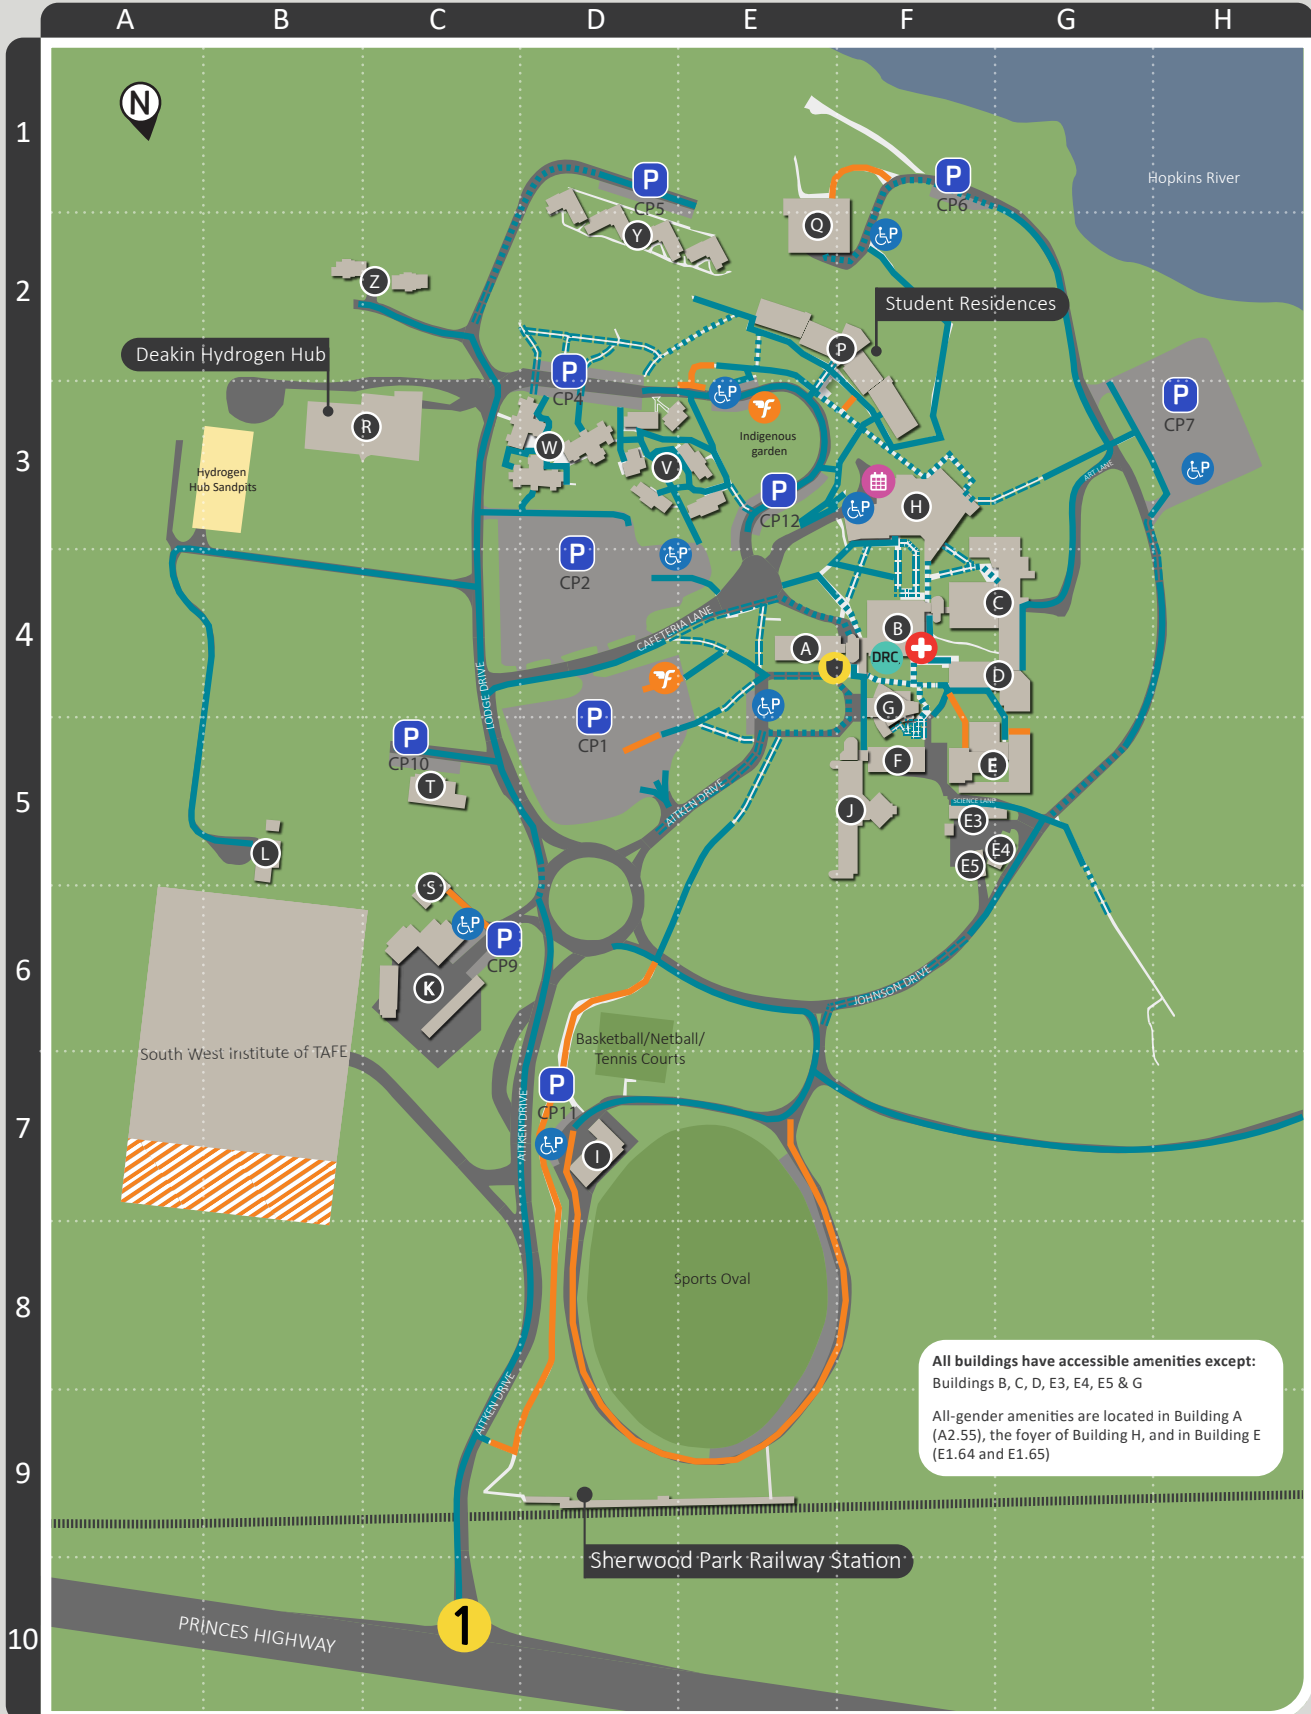 A B C D E F G H
1
2
3
4
5
6
7
8
9
10
N
Hopkins River
P
CP5
P
CP6
Y
Q
P
Z
Student Residences
Deakin Hydrogen Hub
P
P
CP4
P
P
CP7
P
R
Indigenous
garden
W
V
Hydrogen
Hub Sandpits
P
CP12
ART LANE
P
H
P
CP2
P
C
CAFETERIA LANE
B
A
DRC
D
LODGE DRIVE
P
CP1
P
G
P
CP10
F
E
T
J
AITKEN DRIVE
SCIENCE LANE
E3
E4
E5
L
S
P
P
CP9
K
JOHNSON DRIVE
Basketball/Netball/
Tennis Courts
South West Institute of TAFE
P
CP11
P
I
AITKEN DRIVE
Sports Oval
All buildings have accessible amenities except:
Buildings B, C, D, E3, E4, E5 & G
All-gender amenities are located in Building A
(A2.55), the foyer of Building H, and in Building E
(E1.64 and E1.65)
AITKEN DRIVE
Sherwood Park Railway Station
1
PRINCES HIGHWAY